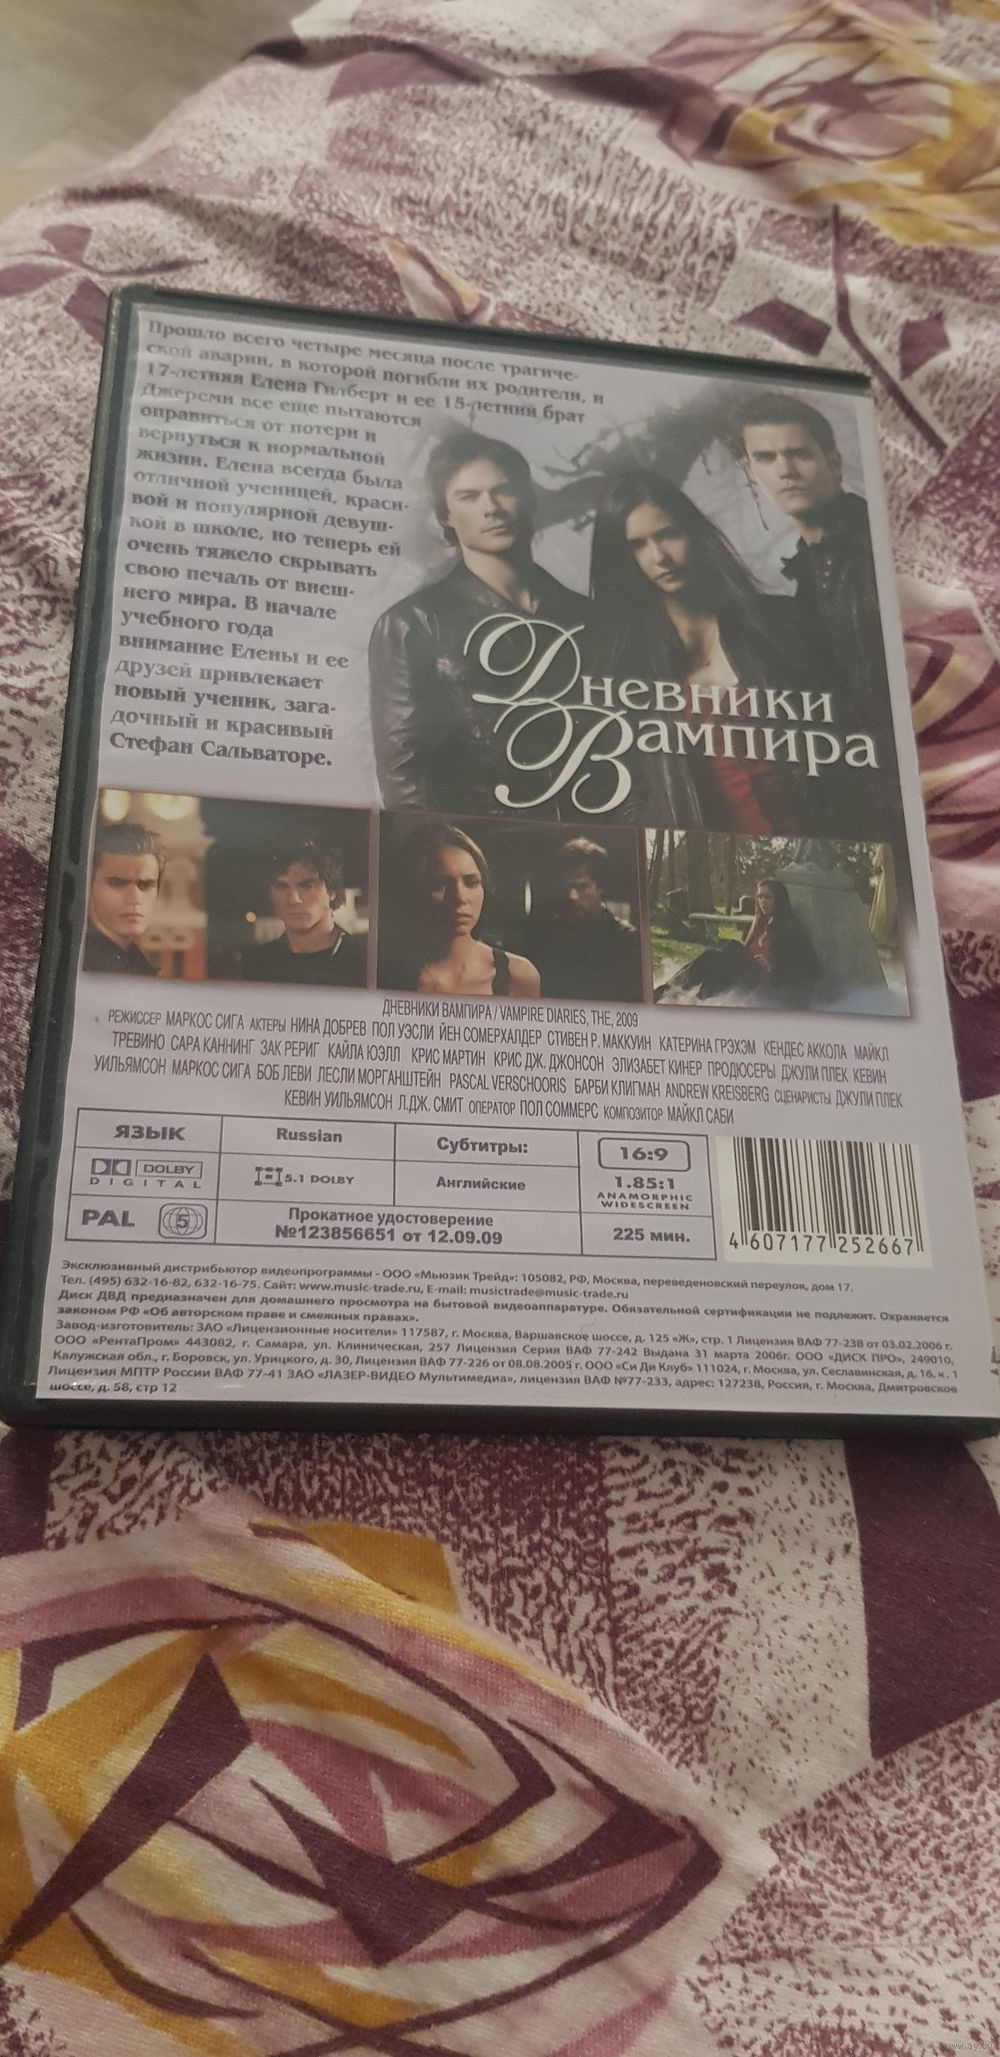 Прошло всего четыре месяца после трагиче-
ской аварии, в которой погибли их родители, и
17-летняя Елена Гилберт и ее 15-летний брат
Джереми все еще пытаются
оправиться от потери и
вернуться к нормальной
жизни. Елена всегда была
отличной ученицей, краси-
вой и популярной девуш-
кой в школе, но теперь ей
очень тяжело скрывать
свою печаль от внеш-
него мира. В начале
учебного года
внимание Елены и ее
друзей привлекает
новый ученик, зага-
дочный и красивый
Стефан Сальваторе.
Дневники
Вампира
ДНЕВНИКИ ВАМПИРА / VAMPIRE DIARIES, THE, 2009
РЕЖИССЕР МАРКОС СИГА АКТЕРЫ НИНА ДОБРЕВ ПОЛ УЭСЛИ ЙЕН СОМЕРХАЛДЕР СТИВЕН Р. МАККУИН КАТЕРИНА ГРЭХЭМ КЕНДЕС АККОЛА МАЙКЛ
ТРЕВИНО САРА КАННИНГ ЗАК РЕРИГ КАЙЛА ЮЭЛЛ КРИС МАРТИН КРИС ДЖ. ДЖОНСОН ЭЛИЗАБЕТ КИНЕР ПРОДЮСЕРЫ ДЖУЛИ ПЛЕК КЕВИН
УИЛЬЯМСОН МАРКОС СИГА БОБ ЛЕВИ ЛЕСЛИ МОРГАНШТЕЙН PASCAL VERSCHOORIS БАРБИ КЛИГМАН ANDREW KREISBERG СЦЕНАРИСТЫ ДЖУЛИ ПЛЕК
КЕВИН УИЛЬЯМСОН Л.ДЖ. СМИТ ОПЕРАТОР ПОЛ СОММЕРС КОМПОЗИТОР МАЙКЛ САБИ
ЯЗЫК Russian Субтитры: 16:9
DOLBY DIGITAL 5.1 DOLBY Английские 1.85:1
ANAMORPHIC
WIDESCREEN
PAL 5 Прокатное удостоверение
№123856651 от 12.09.09 225 мин.
4 607177 252667
Эксклюзивный дистрибьютор видеопрограммы - ООО «Мьюзик Трейд»: 105082, РФ, Москва, переведеновский переулок, дом 17.
Тел. (495) 632-16-82, 632-16-75. Сайт: www.music-trade.ru, E-mail: musictrade@music-trade.ru
Диск ДВД предназначен для домашнего просмотра на бытовой видеоаппаратуре. Обязательной сертификации не подлежит. Охраняется
законом РФ «Об авторском праве и смежных правах».
Завод-изготовитель: ЗАО «Лицензионные носители» 117587, г. Москва, Варшавское шоссе, д. 125 «Ж», стр. 1 Лицензия ВАФ 77-238 от 03.02.2006 г.
ООО «РентаПром» 443082, г. Самара, ул. Клиническая, 257 Лицензия Серия ВАФ 77-242 Выдана 31 марта 2006г. ООО «ДИСК ПРО», 249010,
Калужская обл., г. Боровск, ул. Урицкого, д. 30, Лицензия ВАФ 77-226 от 08.08.2005 г. ООО «Си Ди Клуб» 111024, г. Москва, ул. Сеславинская, д. 16. к. 1
Лицензия МПТР России ВАФ 77-41 ЗАО «ЛАЗЕР-ВИДЕО Мультимедиа», лицензия ВАФ №77-233, адрес: 127238, Россия, г. Москва, Дмитровское
шоссе, д. 58, стр 12
www.ay.by